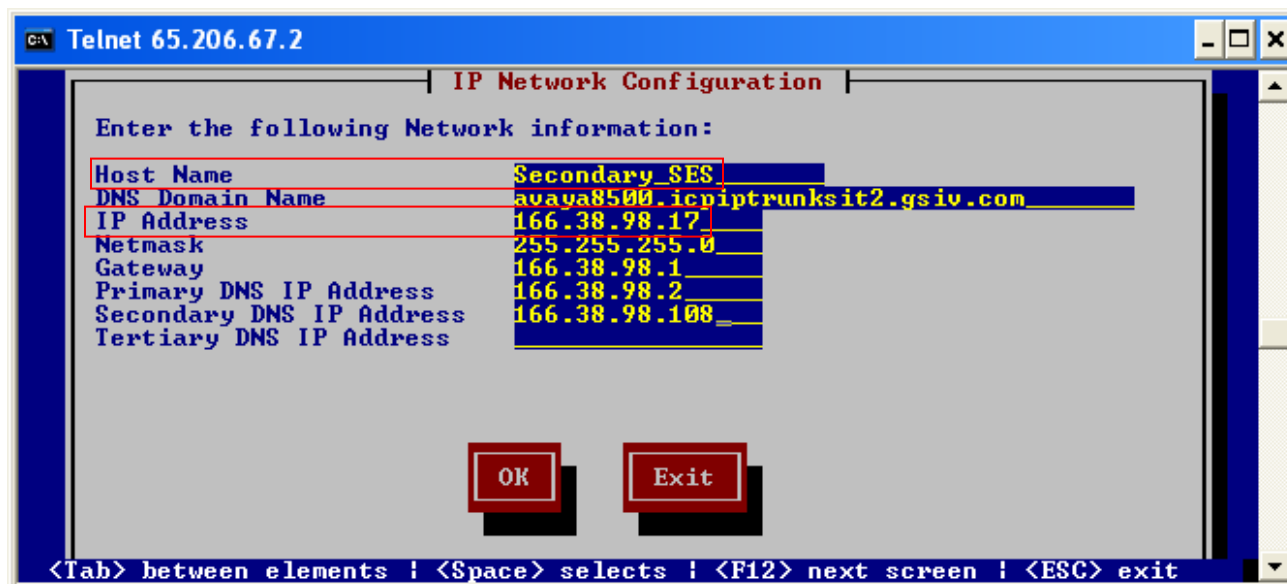 Telnet 65.206.67.2
IP Network Configuration
Enter the following Network information:
Host Name Secondary_SES
DNS Domain Name avaya8500.icpiptrunksit2.gsiv.com
IP Address 166.38.98.17
Netmask 255.255.255.0
Gateway 166.38.98.1
Primary DNS IP Address 166.38.98.2
Secondary DNS IP Address 166.38.98.108
Tertiary DNS IP Address
OK Exit
<Tab> between elements ¦ <Space> selects ¦ <F12> next screen ¦ <ESC> exit